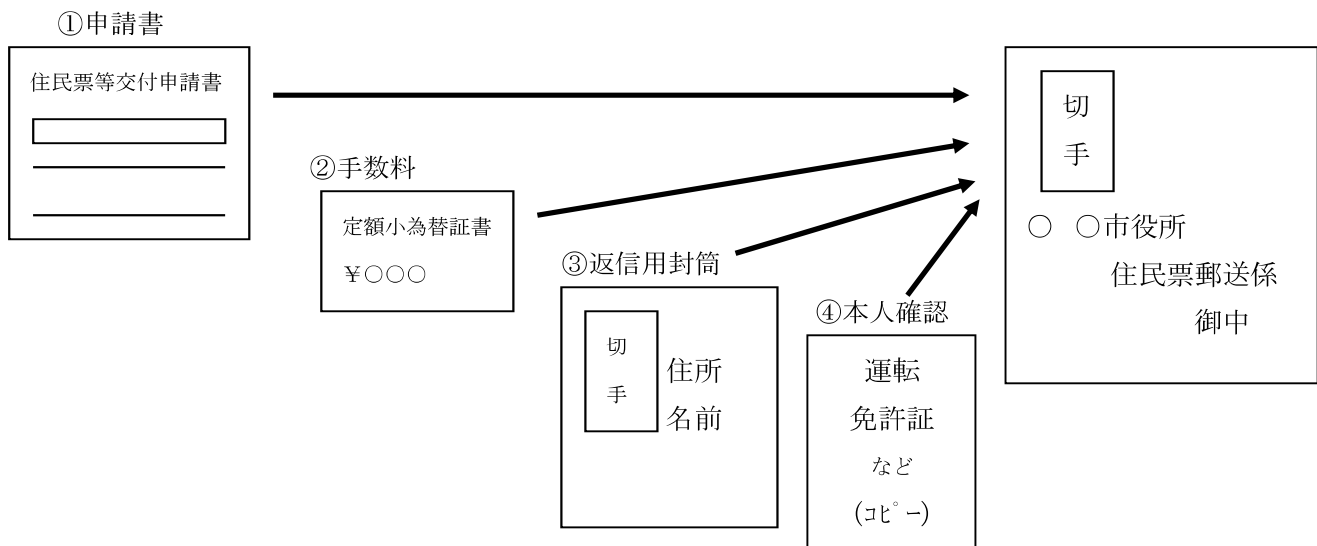 ①申請書
住民票等交付申請書
②手数料
定額小為替証書
￥○○○
③返信用封筒
切
手
住所
名前
④本人確認
運転
免許証
など
(ｺﾋﾟｰ)
切
手
○ ○市役所
住民票郵送係
御中